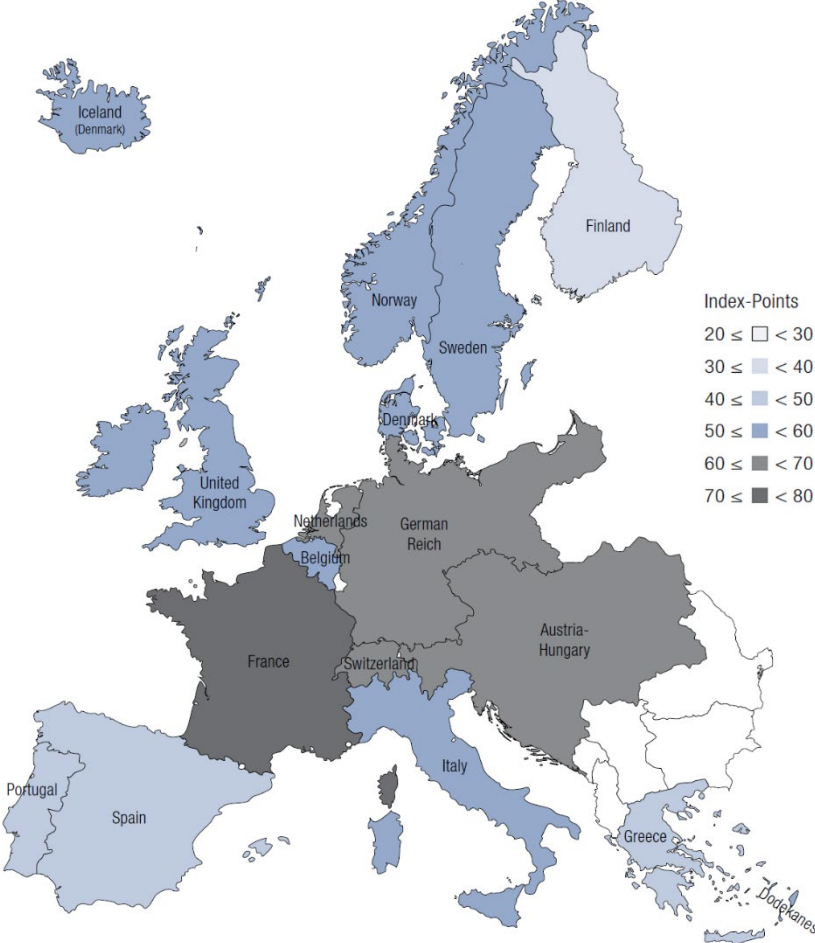 Iceland
(Denmark)
Finland
Norway
Sweden
Denmark
United
Kingdom
Netherlands
German
Reich
Belgium
Austria-
Hungary
France
Switzerland
Italy
Portugal
Spain
Greece
Dodekanes
Index-Points
20 ≤ < 30
30 ≤ < 40
40 ≤ < 50
50 ≤ < 60
60 ≤ < 70
70 ≤ < 80